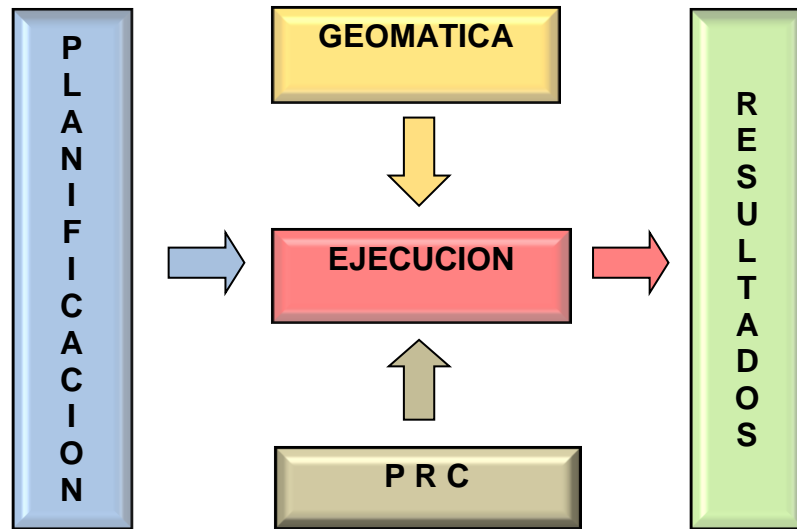 PLANIFICACION
GEOMATICA
EJECUCION
P R C
RESULTADOS